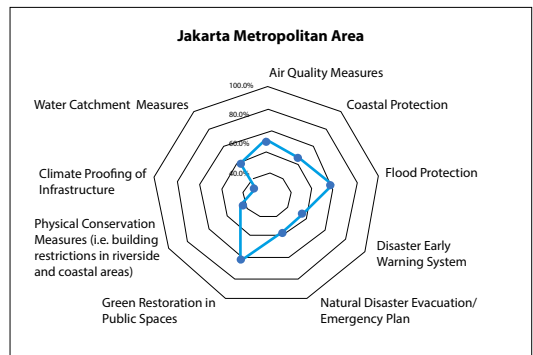 Jakarta Metropolitan Area
Air Quality Measures
100.0%
Water Catchment Measures
Coastal Protection
80.0%
60.0%
40.0%
Climate Proofing of
Infrastructure
Flood Protection
Physical Conservation
Measures (i.e. building
restrictions in riverside
and coastal areas)
Disaster Early
Warning System
Green Restoration in
Public Spaces
Natural Disaster Evacuation/
Emergency Plan